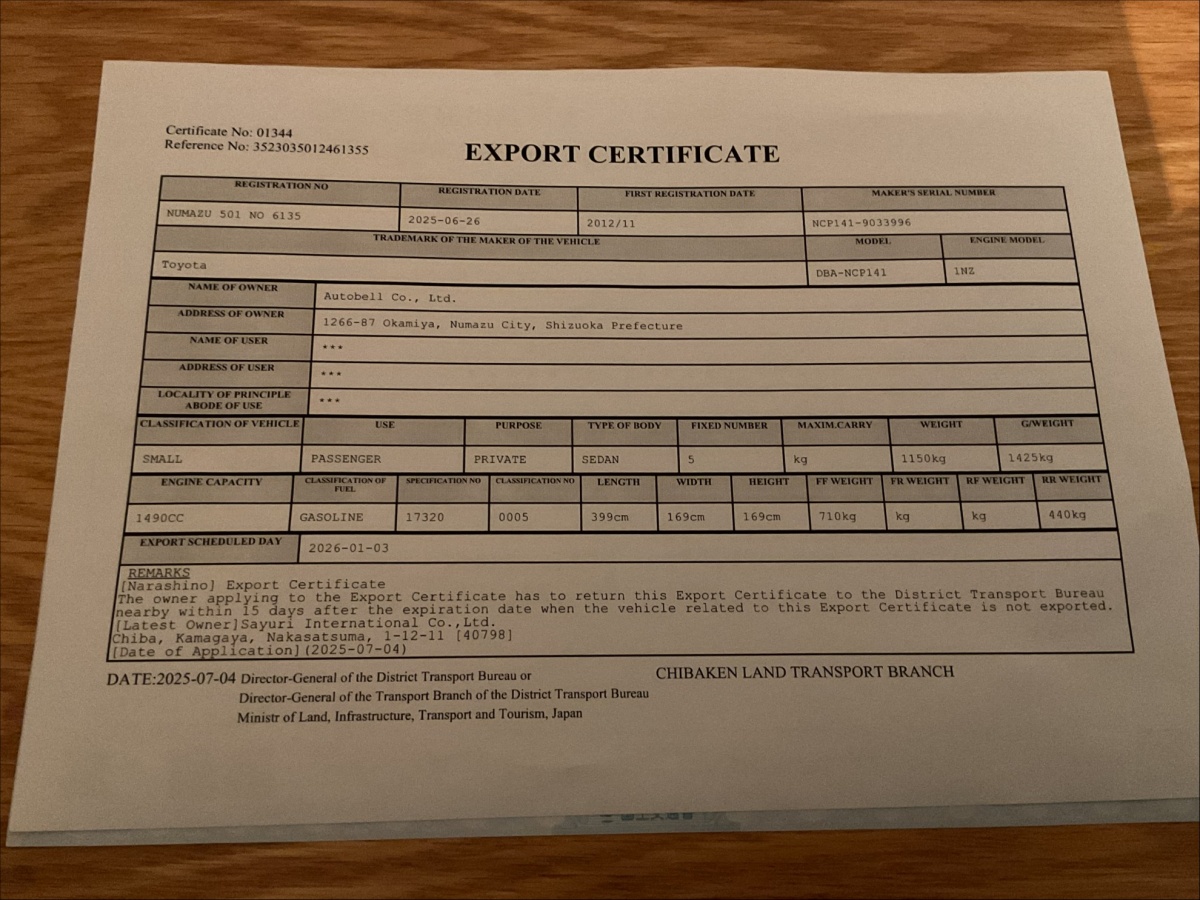 Certificate No: 01344
Reference No: 3523035012461355
EXPORT CERTIFICATE
REGISTRATION NO REGISTRATION DATE FIRST REGISTRATION DATE MAKER'S SERIAL NUMBER
NUMAZU 501 NO 6135 2025-06-26 2012/11 NCP141-9033996
TRADEMARK OF THE MAKER OF THE VEHICLE MODEL ENGINE MODEL
Toyota DBA-NCP141 1NZ
NAME OF OWNER Autobell Co., Ltd.
ADDRESS OF OWNER 1266-87 Okamiya, Numazu City, Shizuoka Prefecture
NAME OF USER ***
ADDRESS OF USER ***
LOCALITY OF PRINCIPLE
ABODE OF USE ***
CLASSIFICATION OF VEHICLE USE PURPOSE TYPE OF BODY FIXED NUMBER MAXIM.CARRY WEIGHT G/WEIGHT
SMALL PASSENGER PRIVATE SEDAN 5 kg 1150kg 1425kg
ENGINE CAPACITY CLASSIFICATION OF FUEL SPECIFICATION NO CLASSIFICATION NO LENGTH WIDTH HEIGHT FF WEIGHT FR WEIGHT RF WEIGHT RR WEIGHT
1490CC GASOLINE 17320 0005 399cm 169cm 169cm 710kg kg kg 440kg
EXPORT SCHEDULED DAY 2026-01-03
REMARKS
[Narashino] Export Certificate
The owner applying to the Export Certificate has to return this Export Certificate to the District Transport Bureau
nearby within 15 days after the expiration date when the vehicle related to this Export Certificate is not exported.
[Latest Owner]Sayuri International Co.,Ltd.
Chiba, Kamagaya, Nakasatsuma, 1-12-11 [40798]
[Date of Application](2025-07-04)
DATE:2025-07-04 Director-General of the District Transport Bureau or CHIBAKEN LAND TRANSPORT BRANCH
Director-General of the Transport Branch of the District Transport Bureau
Ministr of Land, Infrastructure, Transport and Tourism, Japan